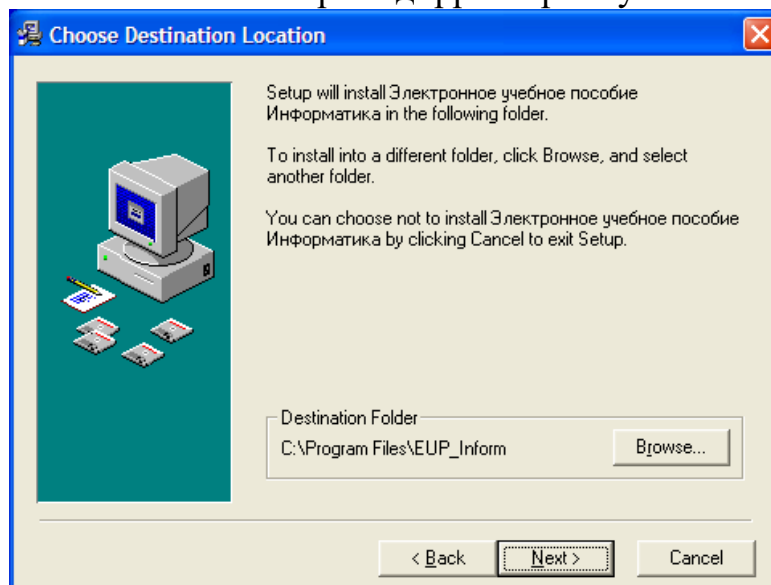 Choose Destination Location
Setup will install Электронное учебное пособие
Информатика in the following folder.
To install into a different folder, click Browse, and select
another folder.
You can choose not to install Электронное учебное пособие
Информатика by clicking Cancel to exit Setup.
Destination Folder
C:\Program Files\EUP_Inform
Browse...
< Back
Next >
Cancel